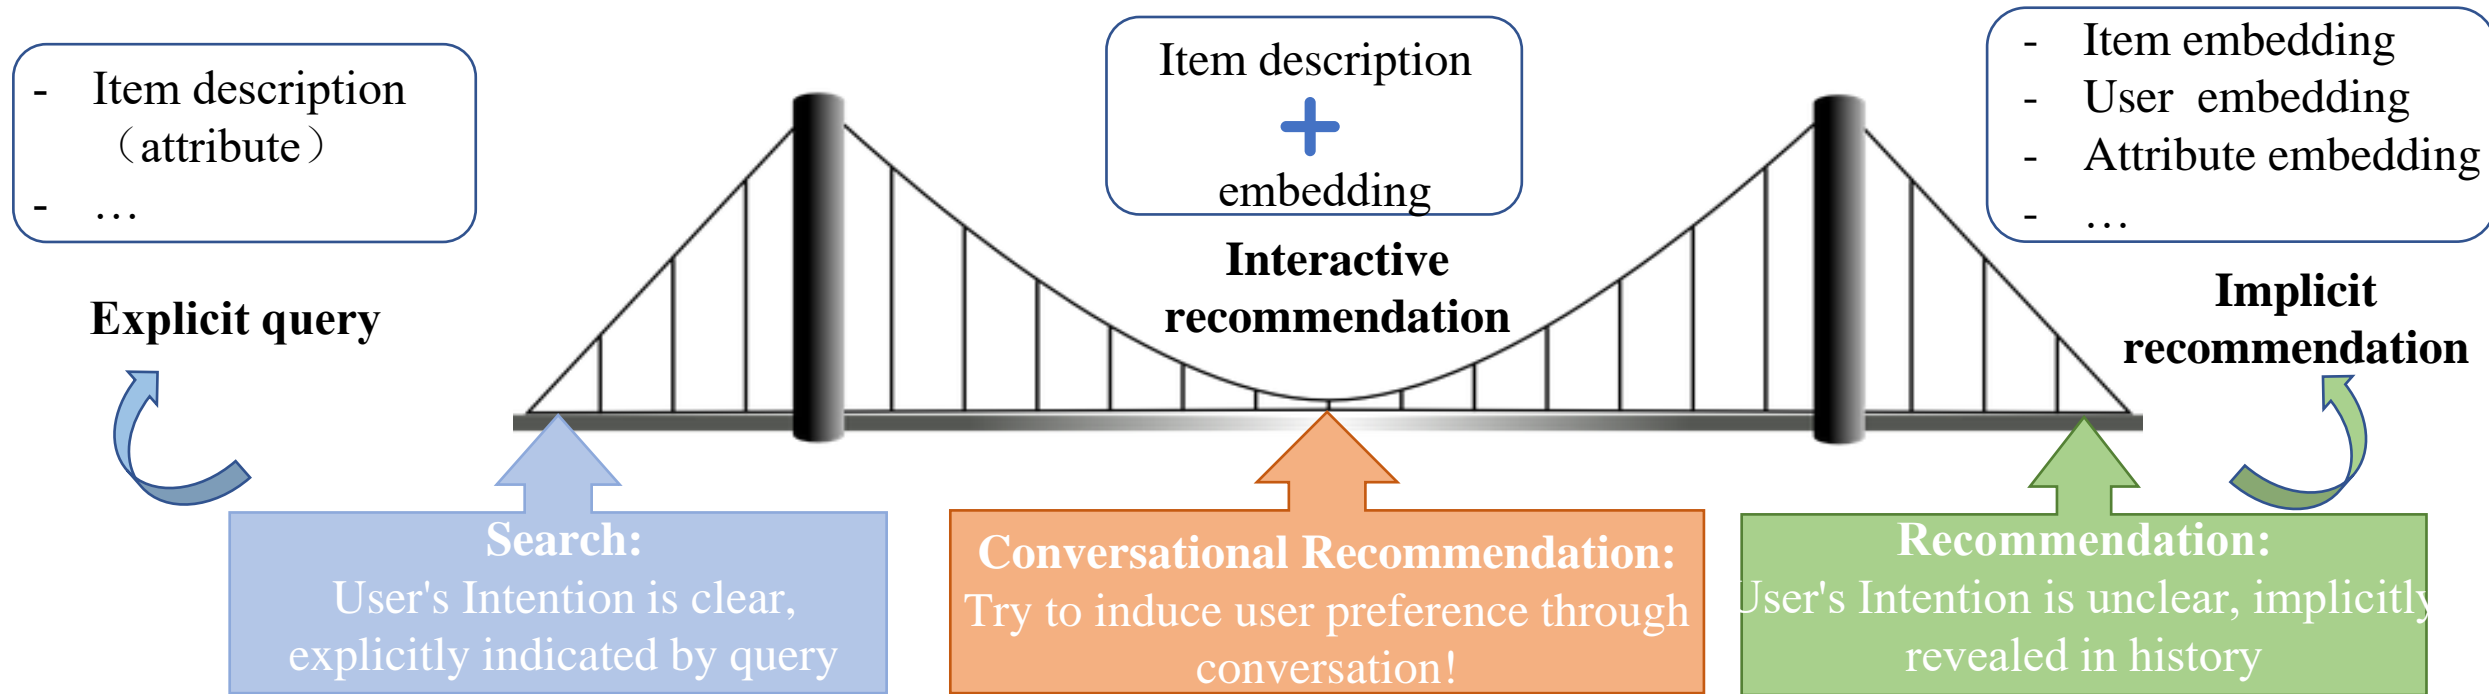 - Item description
（attribute）
- …
Explicit query
Item description
+
embedding
Interactive
recommendation
- Item embedding
- User embedding
- Attribute embedding
- …
Implicit
recommendation
Search:
User's Intention is clear,
explicitly indicated by query
Conversational Recommendation:
Try to induce user preference through
conversation!
Recommendation:
User's Intention is unclear, implicitly
revealed in history